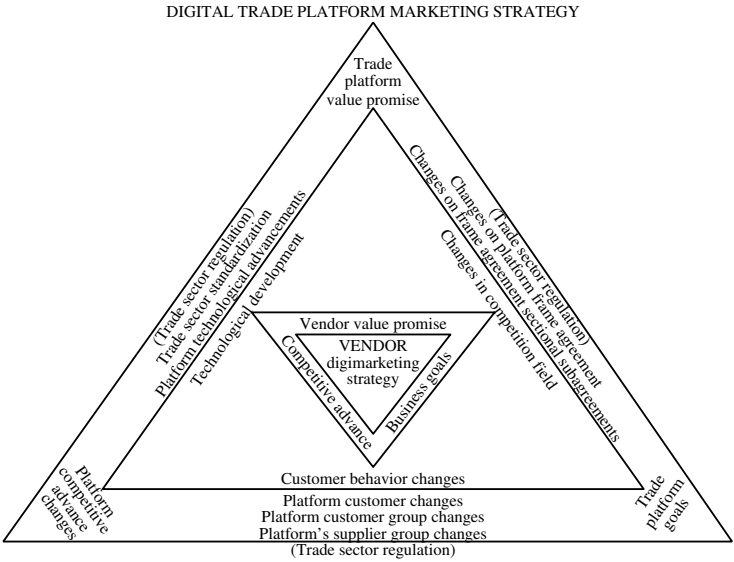 DIGITAL TRADE PLATFORM MARKETING STRATEGY
Trade
platform
value promise
(Trade sector regulation)
Trade sector standardization
Platform technological advancements
Technological development
(Trade sector regulation)
Changes on platform frame agreement
Changes on frame agreement sectional subagreements
Changes in competition field
Vendor value promise
VENDOR
digimarketing
strategy
Competitive advance
Business goals
Customer behavior changes
Platform
competitive
advance
changes
Trade
platform
goals
Platform customer changes
Platform customer group changes
Platform’s supplier group changes
(Trade sector regulation)